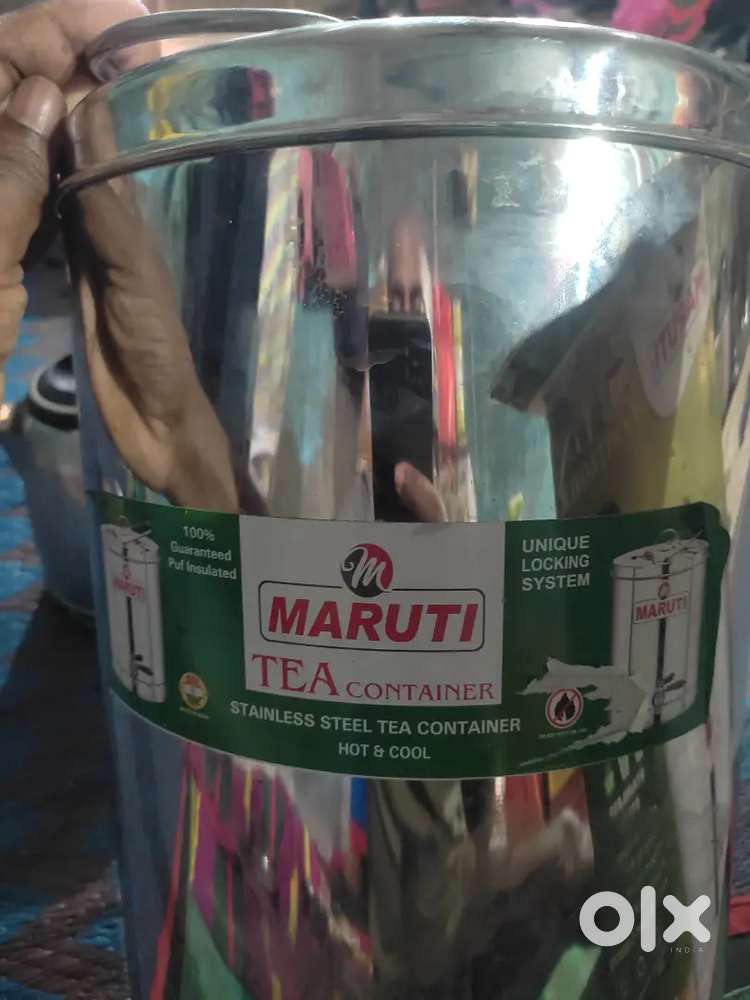 100%
Guaranteed
Puf Insulated
MARUTI
m
MARUTI
TEA CONTAINER
STAINLESS STEEL TEA CONTAINER
HOT & COOL
UNIQUE
LOCKING
SYSTEM
MARUTI
olx
INDIA